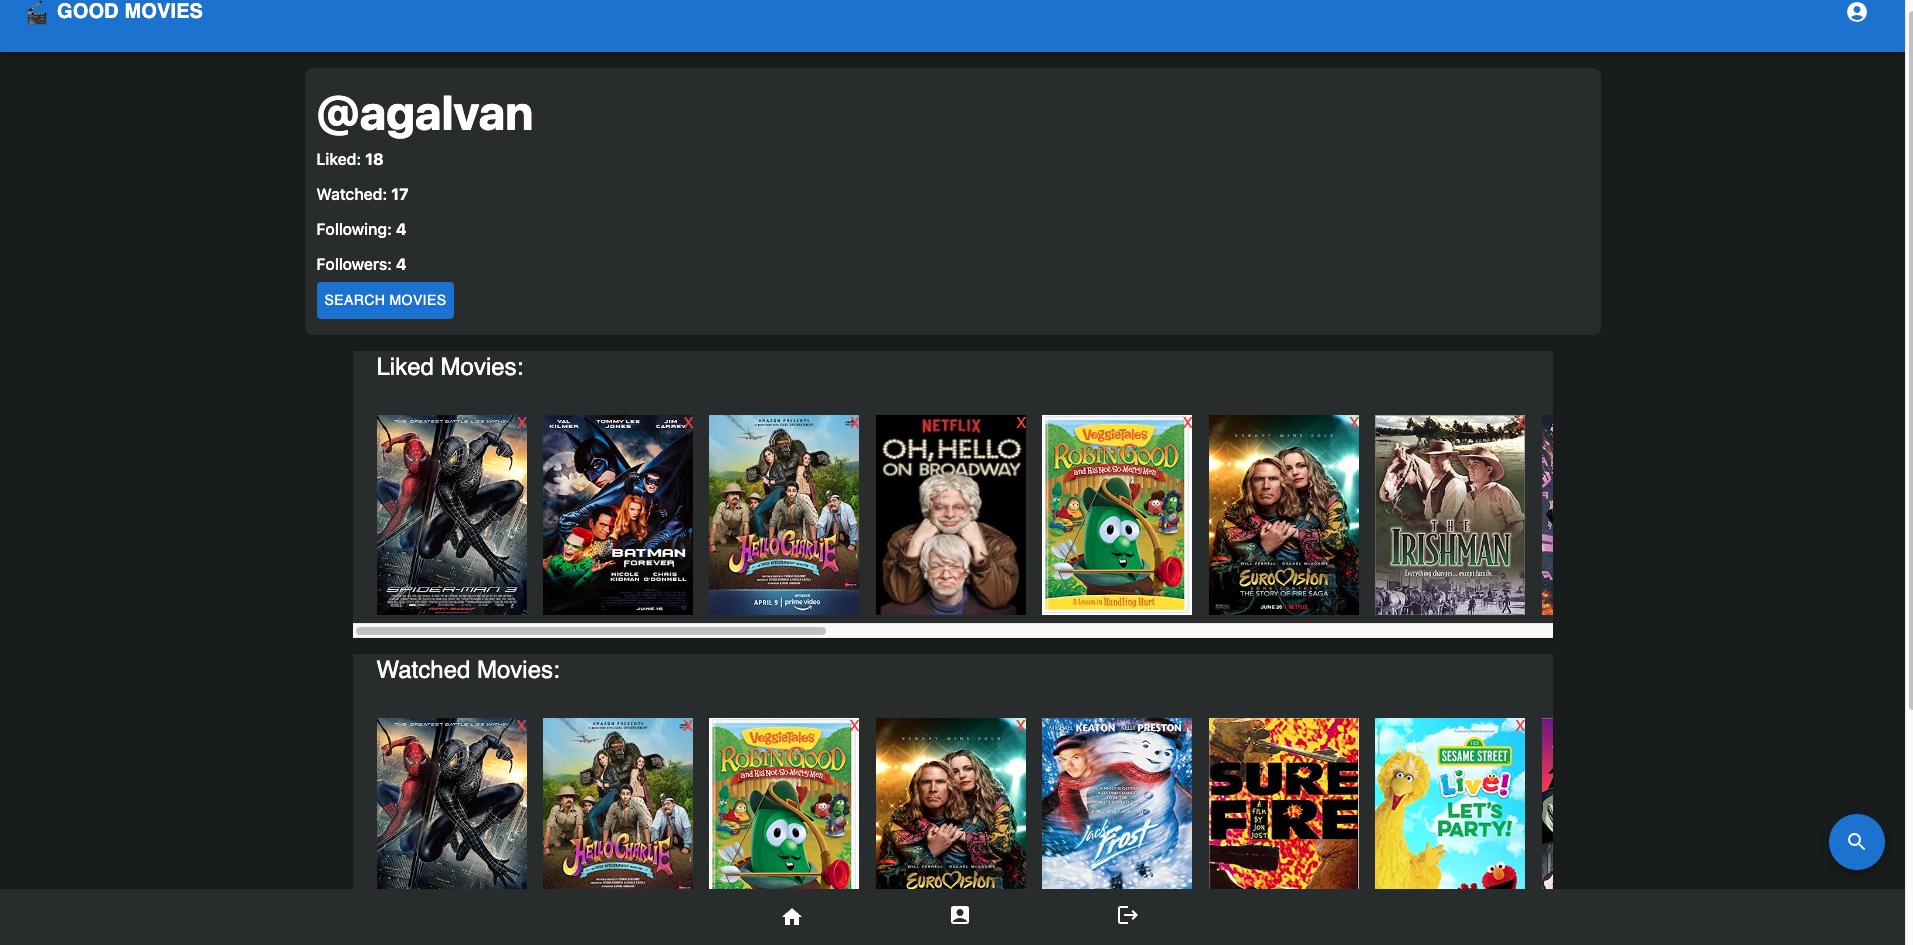 GOOD MOVIES
@agalvan
Liked: 18
Watched: 17
Following: 4
Followers: 4
SEARCH MOVIES
Liked Movies:
THE GREATEST BATTLE LIES WITHIN X
SPIDER-MAN 3
VAL KILMER TOMMY LEE JONES JIM CARREY X
BATMAN
FOREVER
NICOLE KIDMAN CHRIS O'DONNELL
JUNE 16
AMAZON PRESENTS X
HELLO CHARLIE
APRIL 9 | amazon prime video
NETFLIX X
OH, HELLO
ON BROADWAY
X
VeggieTales
ROBIN GOOD
and His Not-So-Merry Men
A Lesson in Handling Hurt
X
NOBODY WINS SOLO
WILL FERRELL RACHEL McADAMS
EUROVISION
THE STORY OF FIRE SAGA
JUNE 26 NETFLIX
X
THE
IRISHMAN
Everything changes... except family.
Watched Movies:
THE GREATEST BATTLE LIES WITHIN X
AMAZON PRESENTS X
HELLO CHARLIE
X
VeggieTales
ROBIN GOOD
and His Not-So-Merry Men
X
NOBODY WINS SOLO
WILL FERRELL RACHEL McADAMS
EUROVISION
MICHAEL KEATON KELLY PRESTON X
Jack Frost
SURE
A
FILM
BY
JON
JOST
FIRE
X
123
SESAME STREET
Live!
LET'S
PARTY!